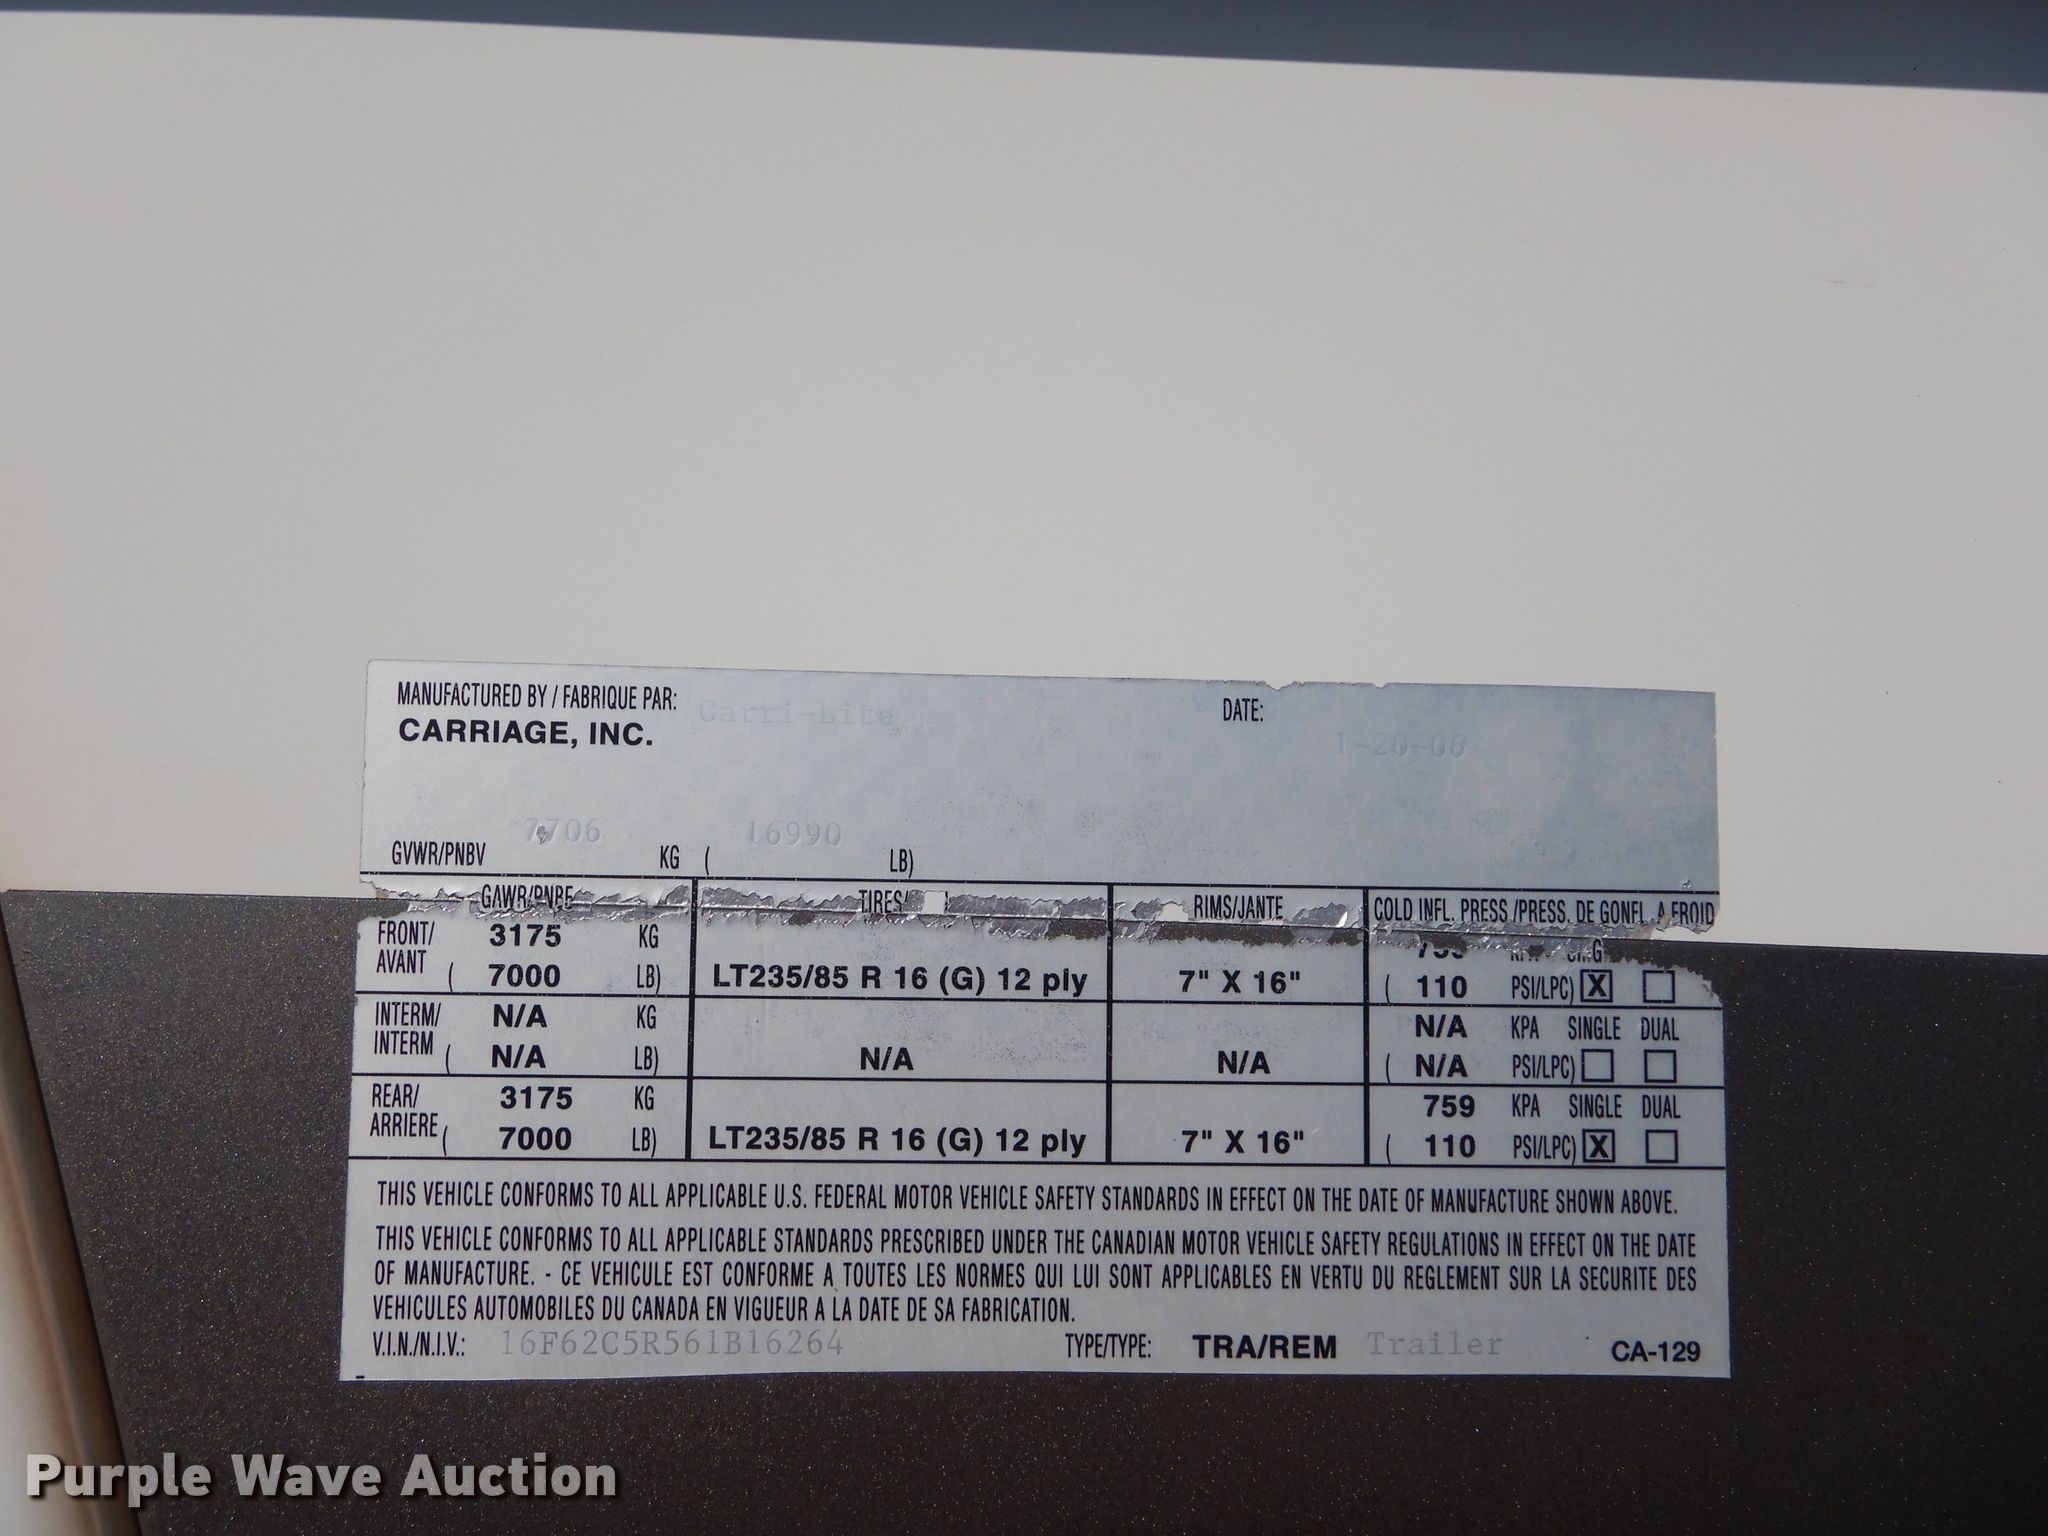 MANUFACTURED BY / FABRIQUE PAR: Carri-Lite DATE:
CARRIAGE, INC. 1-20-06
7706 16990
GVWR/PNBV KG ( LB)
GAWR/PNBE TIRES/ RIMS/JANTE COLD INFL. PRESS./PRESS. DE GONFL. A FROID
FRONT/ 3175 KG 759
AVANT ( 7000 LB) LT235/85 R 16 (G) 12 ply 7" X 16" ( 110 PSI/LPC) X
INTERM/ N/A KG N/A KPA SINGLE DUAL
INTERM ( N/A LB) N/A N/A ( N/A PSI/LPC)
REAR/ 3175 KG 759 KPA SINGLE DUAL
ARRIERE ( 7000 LB) LT235/85 R 16 (G) 12 ply 7" X 16" ( 110 PSI/LPC) X
THIS VEHICLE CONFORMS TO ALL APPLICABLE U.S. FEDERAL MOTOR VEHICLE SAFETY STANDARDS IN EFFECT ON THE DATE OF MANUFACTURE SHOWN ABOVE.
THIS VEHICLE CONFORMS TO ALL APPLICABLE STANDARDS PRESCRIBED UNDER THE CANADIAN MOTOR VEHICLE SAFETY REGULATIONS IN EFFECT ON THE DATE
OF MANUFACTURE. - CE VEHICULE EST CONFORME A TOUTES LES NORMES QUI LUI SONT APPLICABLES EN VERTU DU REGLEMENT SUR LA SECURITE DES
VEHICULES AUTOMOBILES DU CANADA EN VIGUEUR A LA DATE DE SA FABRICATION.
V.I.N./N.I.V.: 16F62C5R561B16264 TYPE/TYPE: TRA/REM Trailer CA-129
Purple Wave Auction